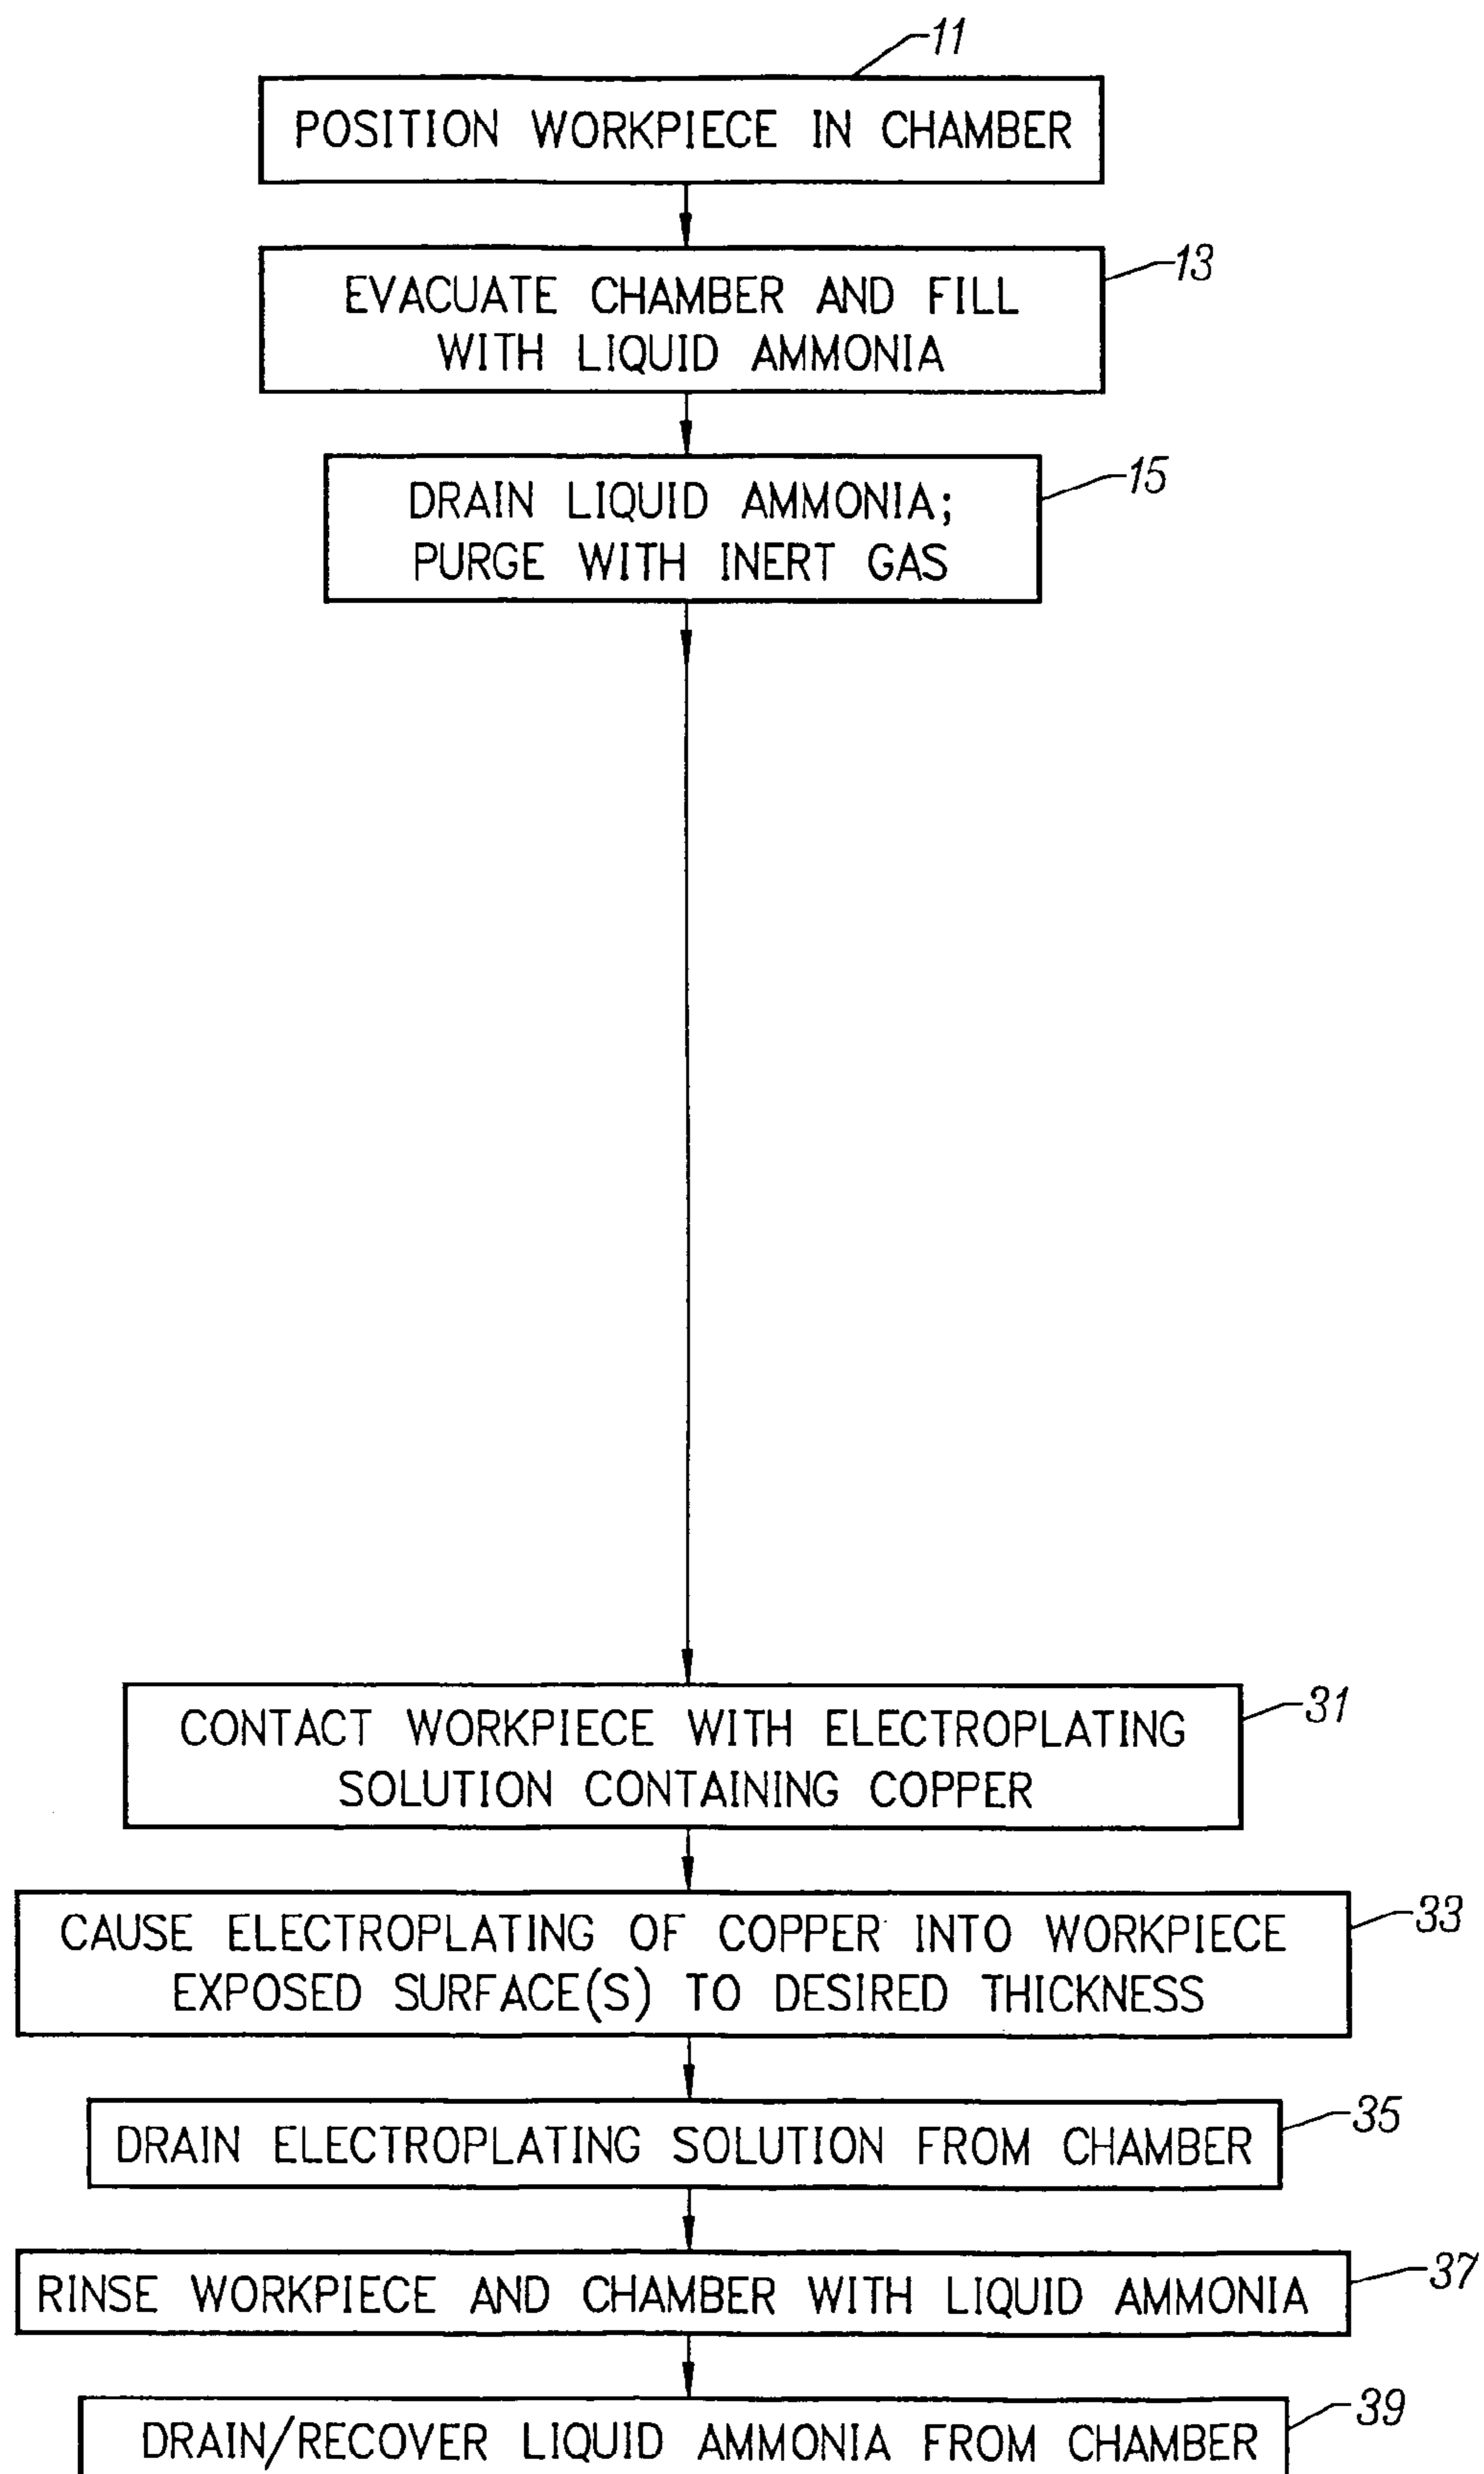 11
POSITION WORKPIECE IN CHAMBER
13
EVACUATE CHAMBER AND FILL
WITH LIQUID AMMONIA
15
DRAIN LIQUID AMMONIA;
PURGE WITH INERT GAS
31
CONTACT WORKPIECE WITH ELECTROPLATING
SOLUTION CONTAINING COPPER
33
CAUSE ELECTROPLATING OF COPPER INTO WORKPIECE
EXPOSED SURFACE(S) TO DESIRED THICKNESS
35
DRAIN ELECTROPLATING SOLUTION FROM CHAMBER
37
RINSE WORKPIECE AND CHAMBER WITH LIQUID AMMONIA
39
DRAIN/RECOVER LIQUID AMMONIA FROM CHAMBER